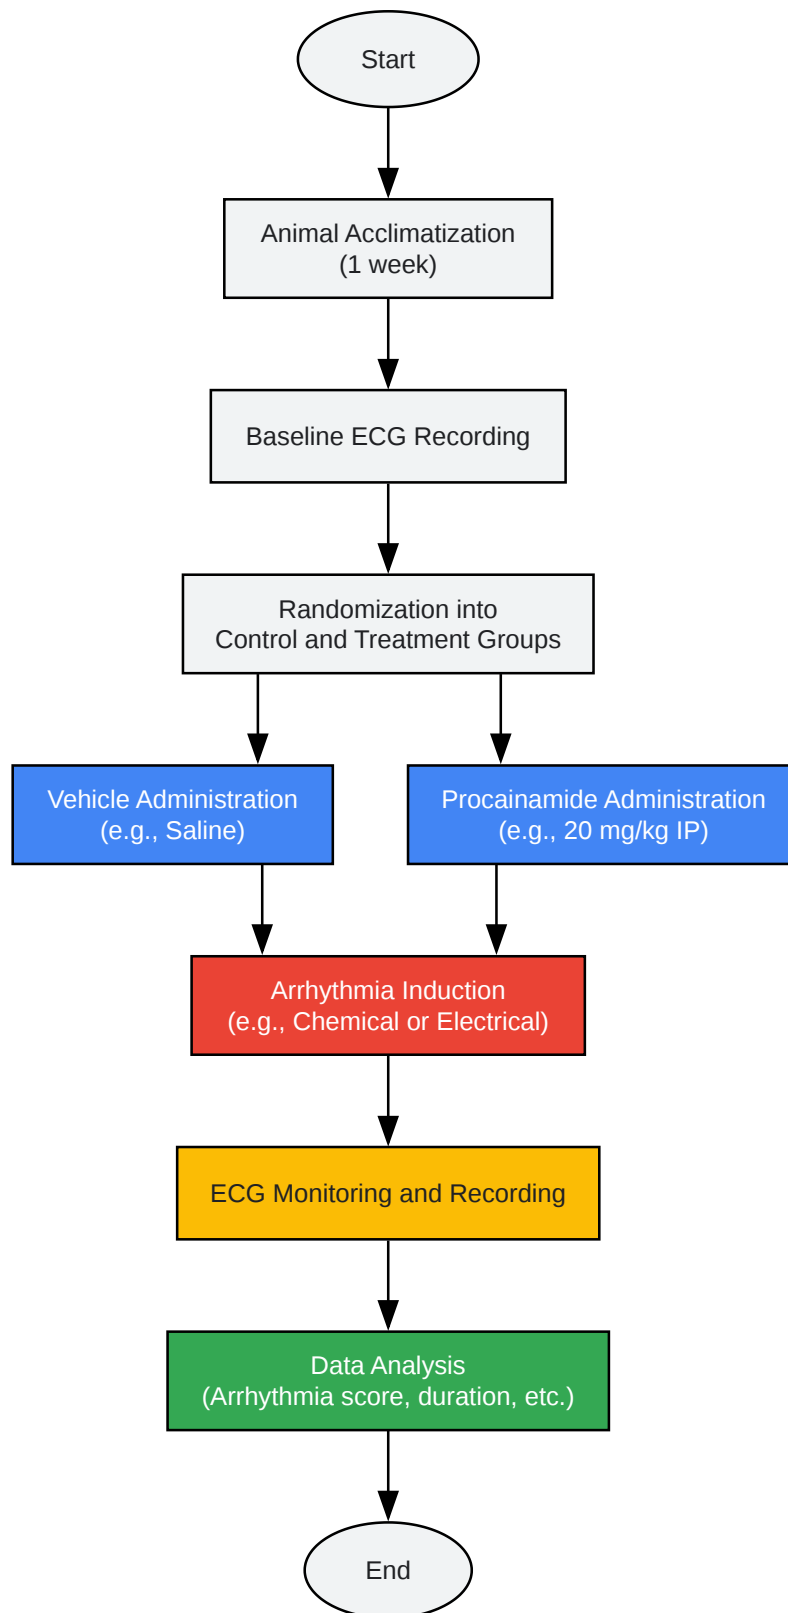 Start
Animal Acclimatization
(1 week)
Baseline ECG Recording
Randomization into
Control and Treatment Groups
Vehicle Administration
(e.g., Saline)
Procainamide Administration
(e.g., 20 mg/kg IP)
Arrhythmia Induction
(e.g., Chemical or Electrical)
ECG Monitoring and Recording
Data Analysis
(Arrhythmia score, duration, etc.)
End